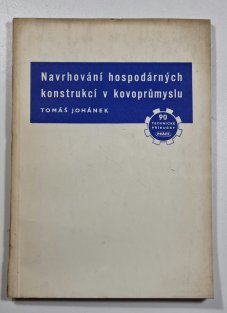 Navrhování hospodárných
konstrukcí v kovoprůmyslu
TOMÁŠ JOHÁNEK
90
TECHNICKÉ
PŘÍRUČKY
PRÁCE